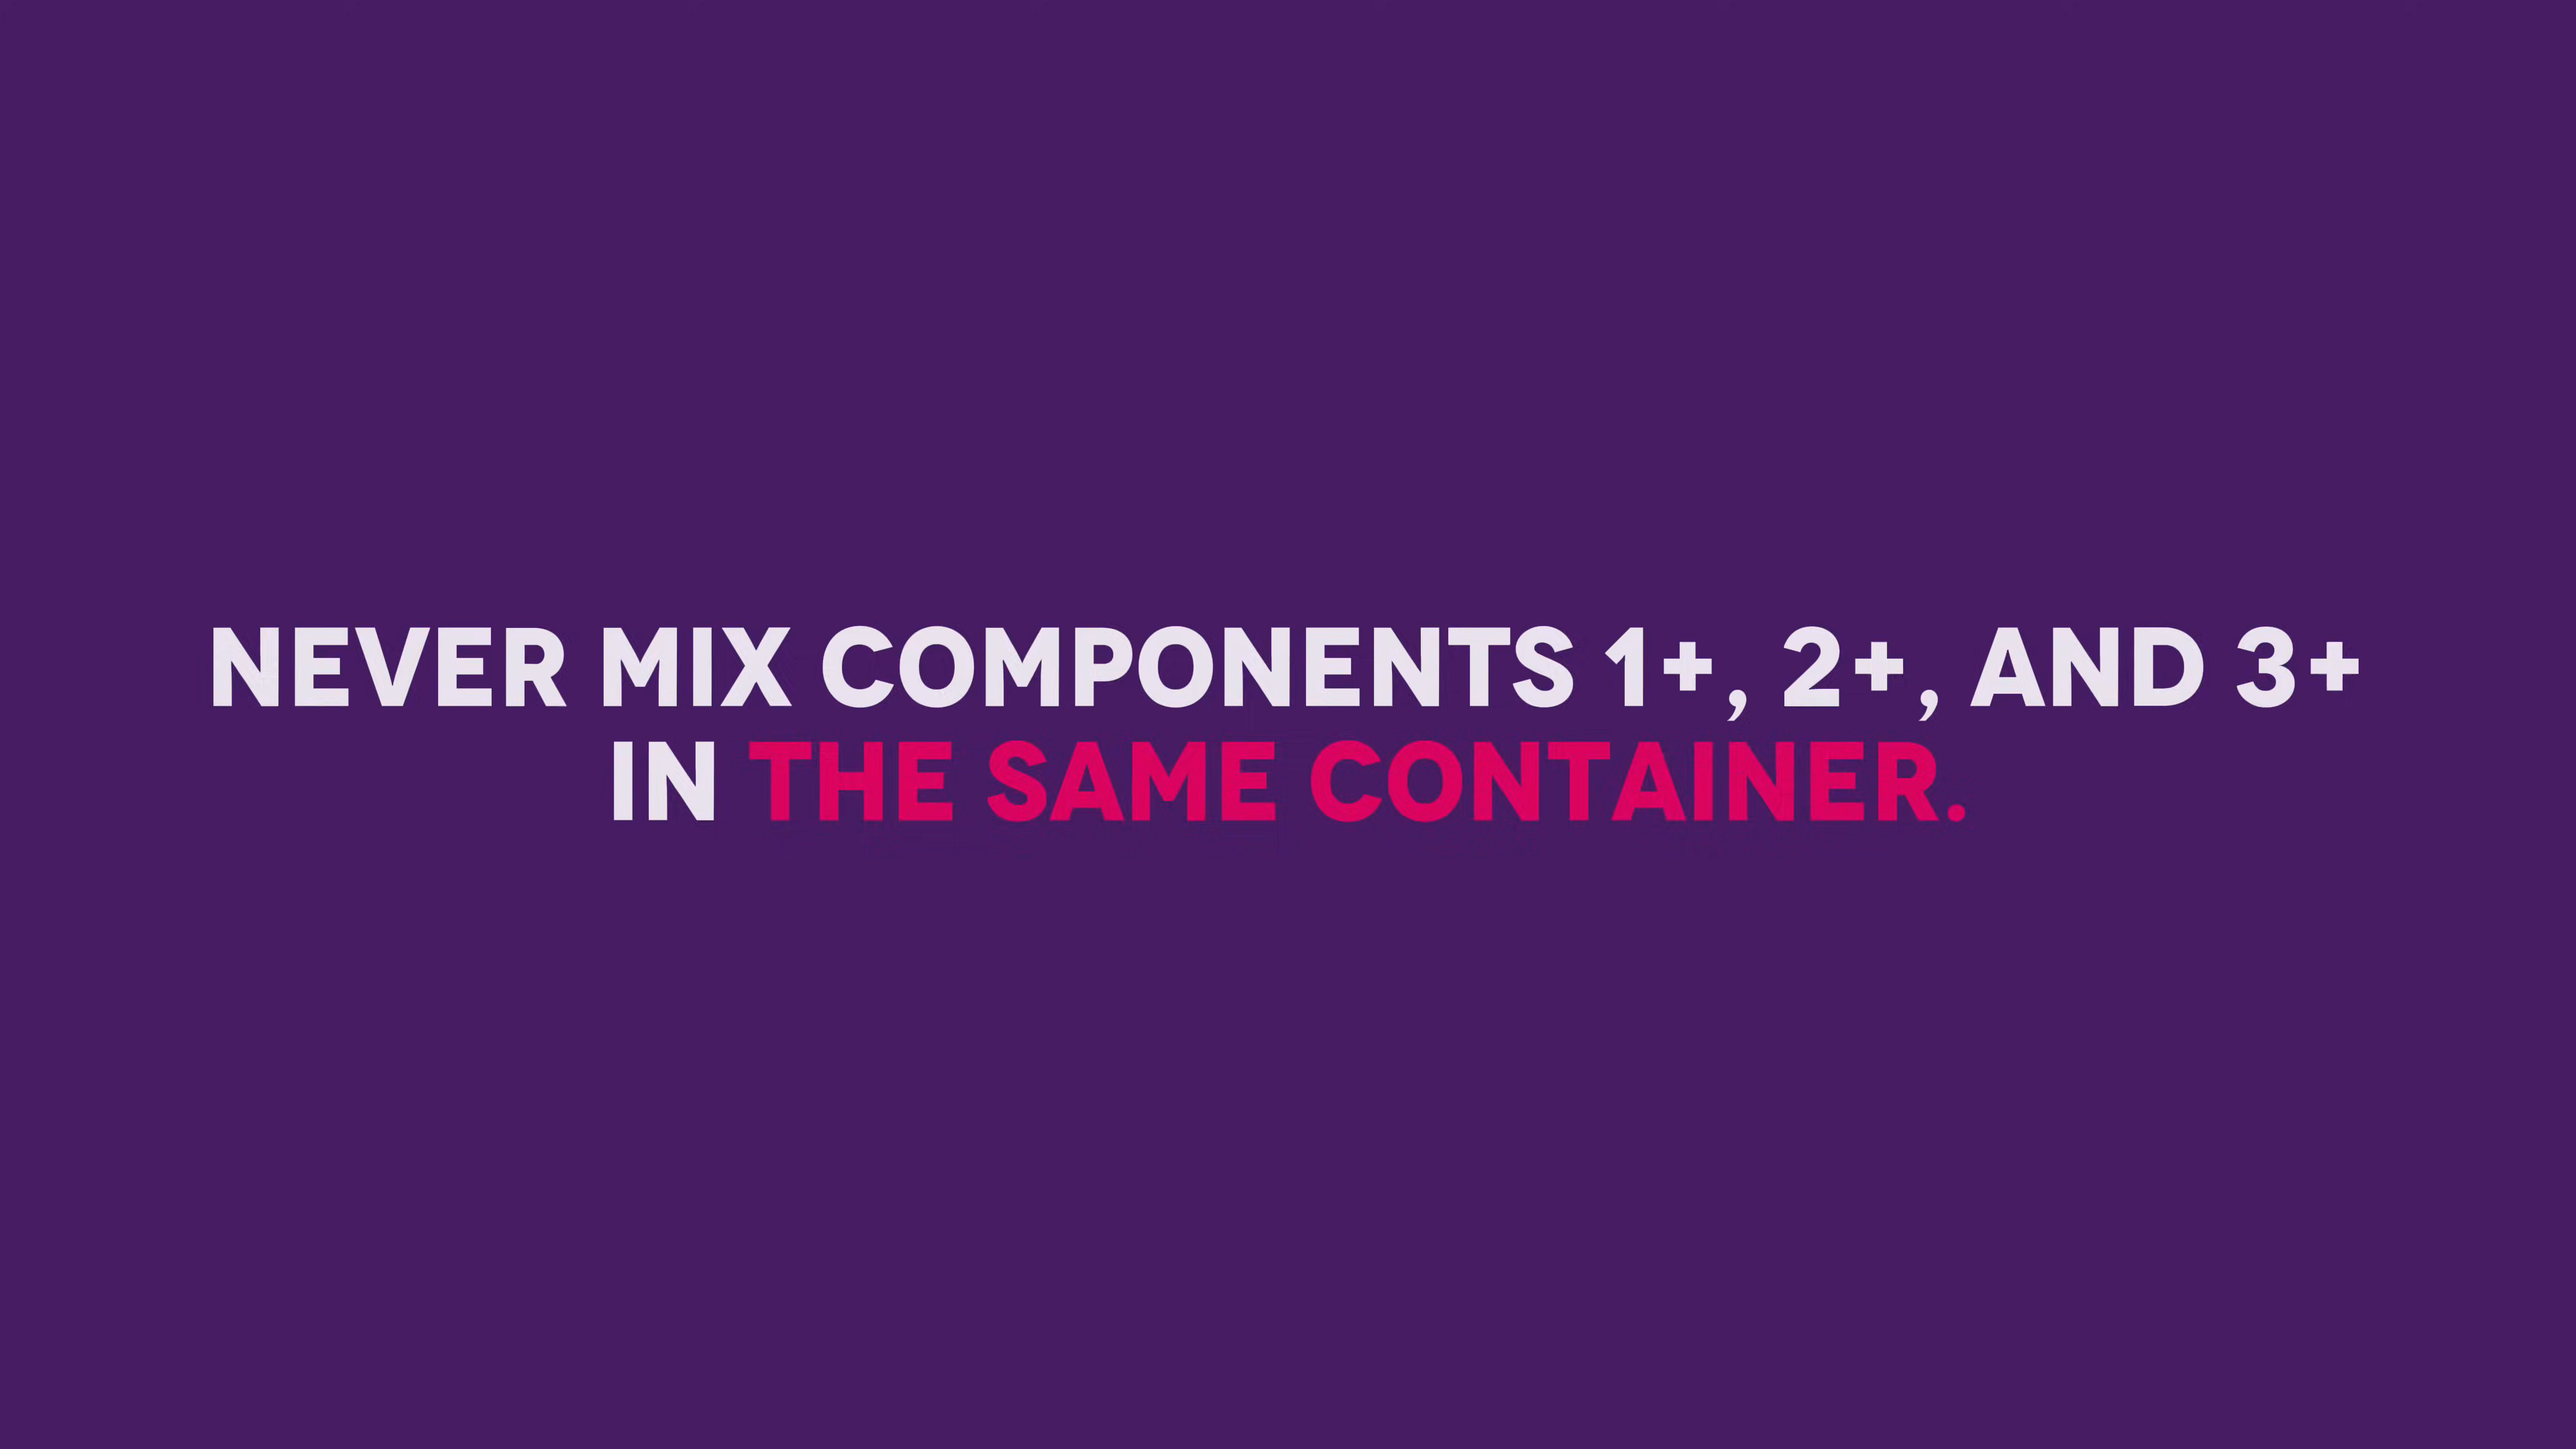 NEVER MIX COMPONENTS 1+, 2+, AND 3+
IN THE SAME CONTAINER.